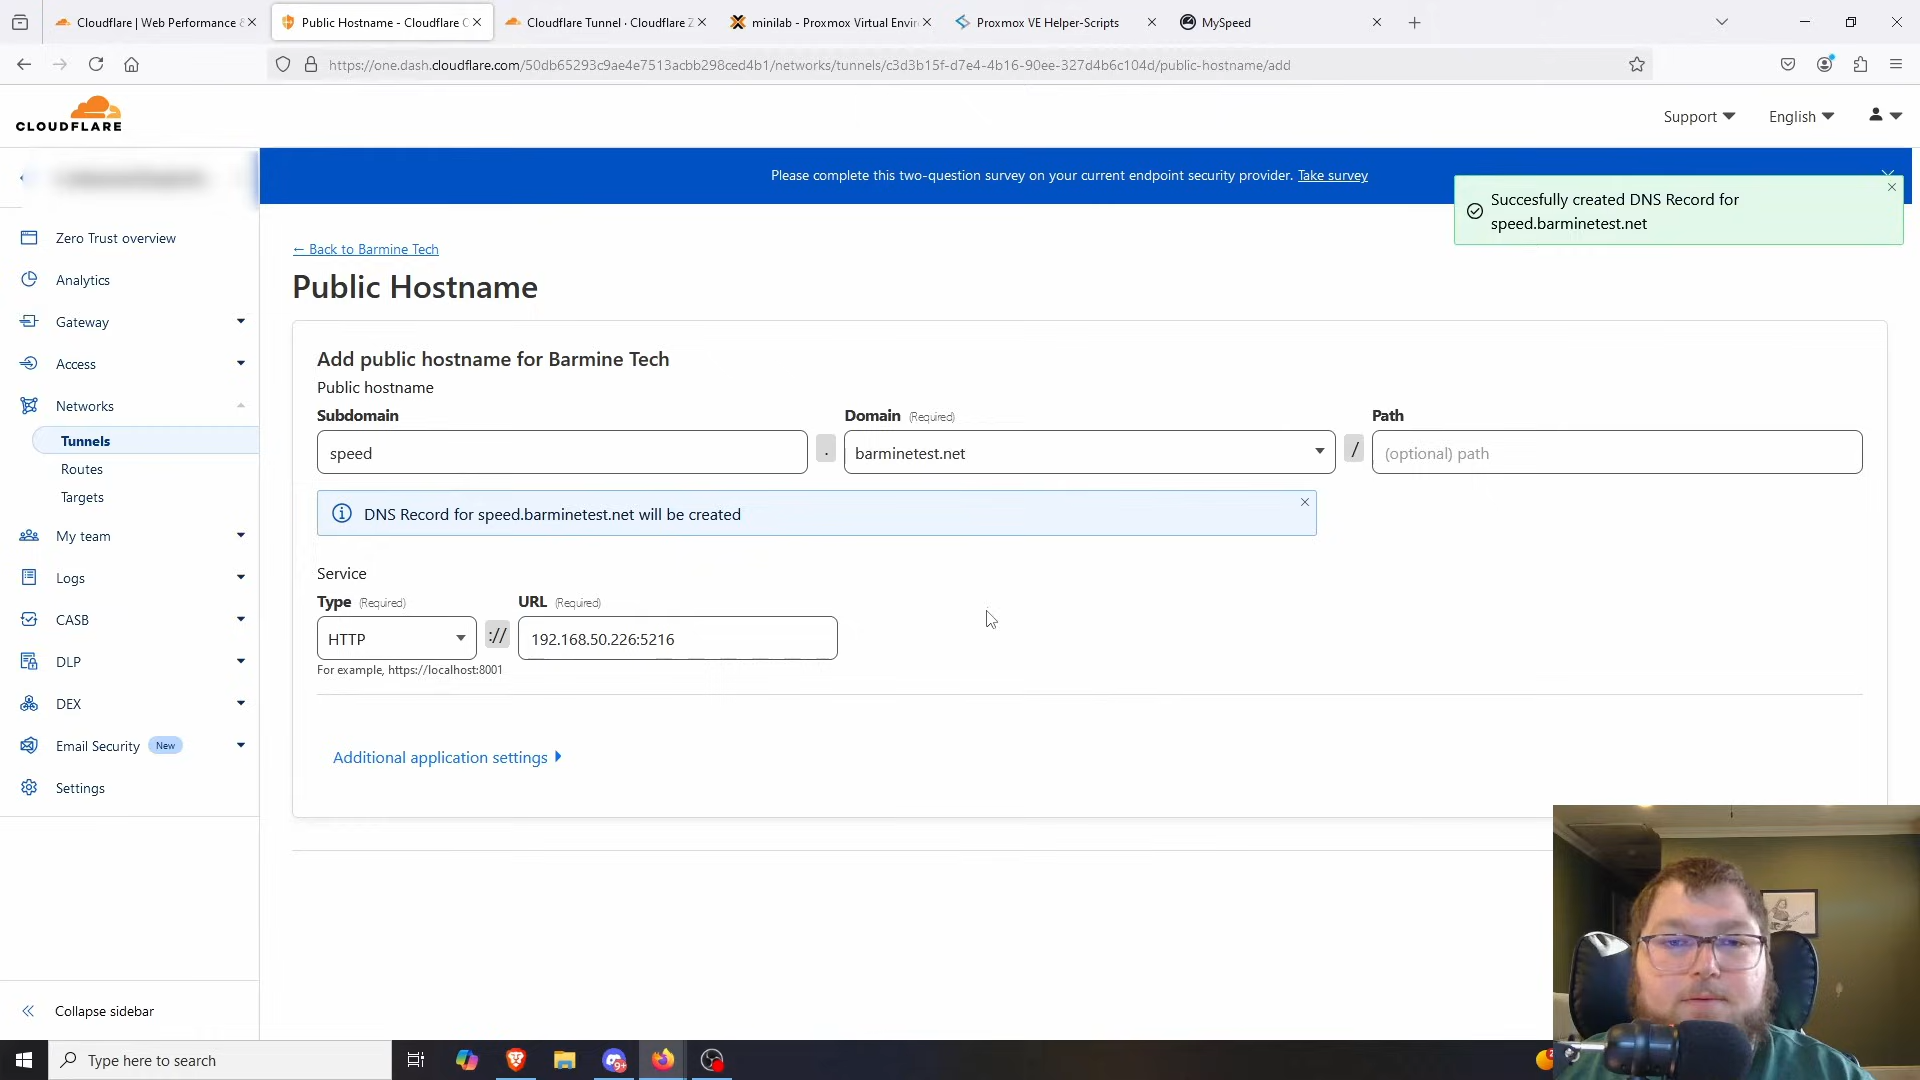 Cloudflare | Web Performance &
Public Hostname - Cloudflare O
Cloudflare Tunnel · Cloudflare Z
minilab - Proxmox Virtual Envir
Proxmox VE Helper-Scripts
MySpeed
https://one.dash.cloudflare.com/50db65293c9ae4e7513acbb298ced4b1/networks/tunnels/c3d3b15f-d7e4-4b16-90ee-327d4b6c104d/public-hostname/add
CLOUDFLARE
Support
English
Please complete this two-question survey on your current endpoint security provider. Take survey
Succesfully created DNS Record for
speed.barminetest.net
Zero Trust overview
Analytics
Gateway
Access
Networks
Tunnels
Routes
Targets
My team
Logs
CASB
DLP
DEX
Email Security New
Settings
Collapse sidebar
← Back to Barmine Tech
Public Hostname
Add public hostname for Barmine Tech
Public hostname
Subdomain
Domain (Required)
Path
speed
.
barminetest.net
/
(optional) path
DNS Record for speed.barminetest.net will be created
Service
Type (Required)
URL (Required)
HTTP
://
192.168.50.226:5216
For example, https://localhost:8001
Additional application settings
Type here to search
9+